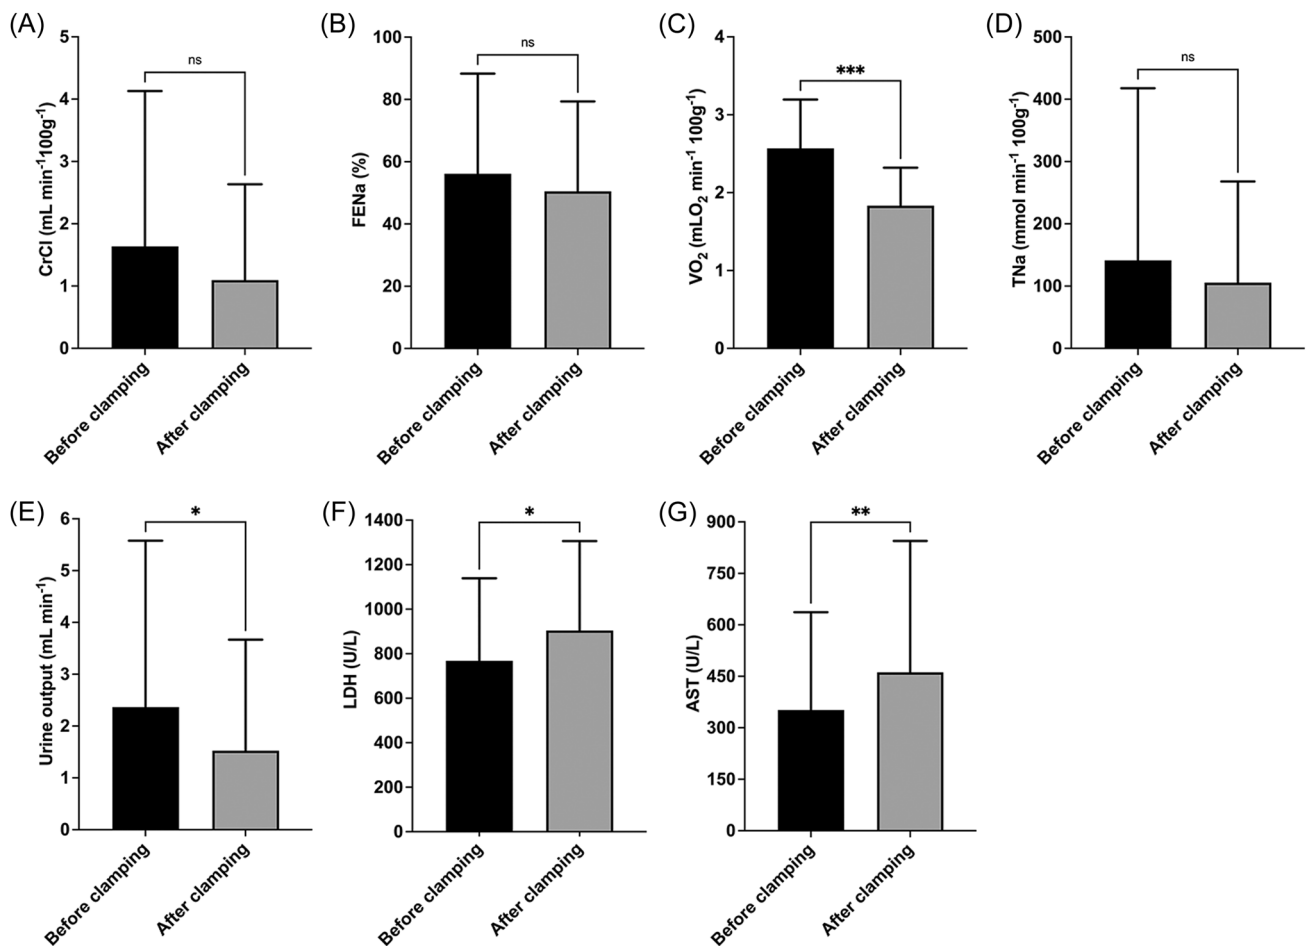 (A)
CrCl (mL min⁻¹100g⁻¹)
5
4
3
2
1
0
ns
Before clamping
After clamping
(B)
FENa (%)
100
80
60
40
20
0
ns
Before clamping
After clamping
(C)
VO₂ (mLO₂ min⁻¹ 100g⁻¹)
4
3
2
1
0
***
Before clamping
After clamping
(D)
TNa (mmol min⁻¹ 100g⁻¹)
500
400
300
200
100
0
ns
Before clamping
After clamping
(E)
Urine output (mL min⁻¹)
6
5
4
3
2
1
0
*
Before clamping
After clamping
(F)
LDH (U/L)
1400
1200
1000
800
600
400
200
0
*
Before clamping
After clamping
(G)
AST (U/L)
900
750
600
450
300
150
0
**
Before clamping
After clamping